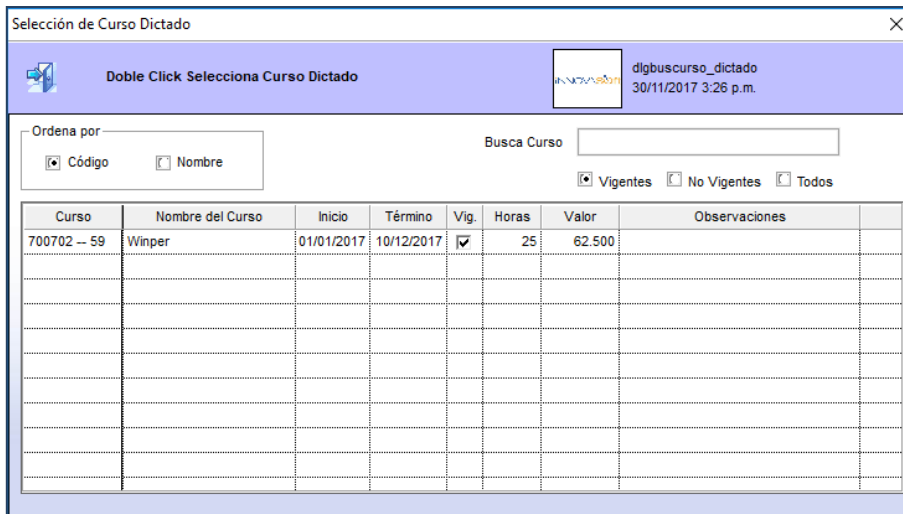 Selección de Curso Dictado
Doble Click Selecciona Curso Dictado
INNOVASION
dlgbuscurso_dictado
30/11/2017 3:26 p.m.
Ordena por
Código Nombre
Busca Curso
Vigentes No Vigentes Todos
Curso Nombre del Curso Inicio Término Vig. Horas Valor Observaciones
700702 -- 59 Winper 01/01/2017 10/12/2017 25 62.500